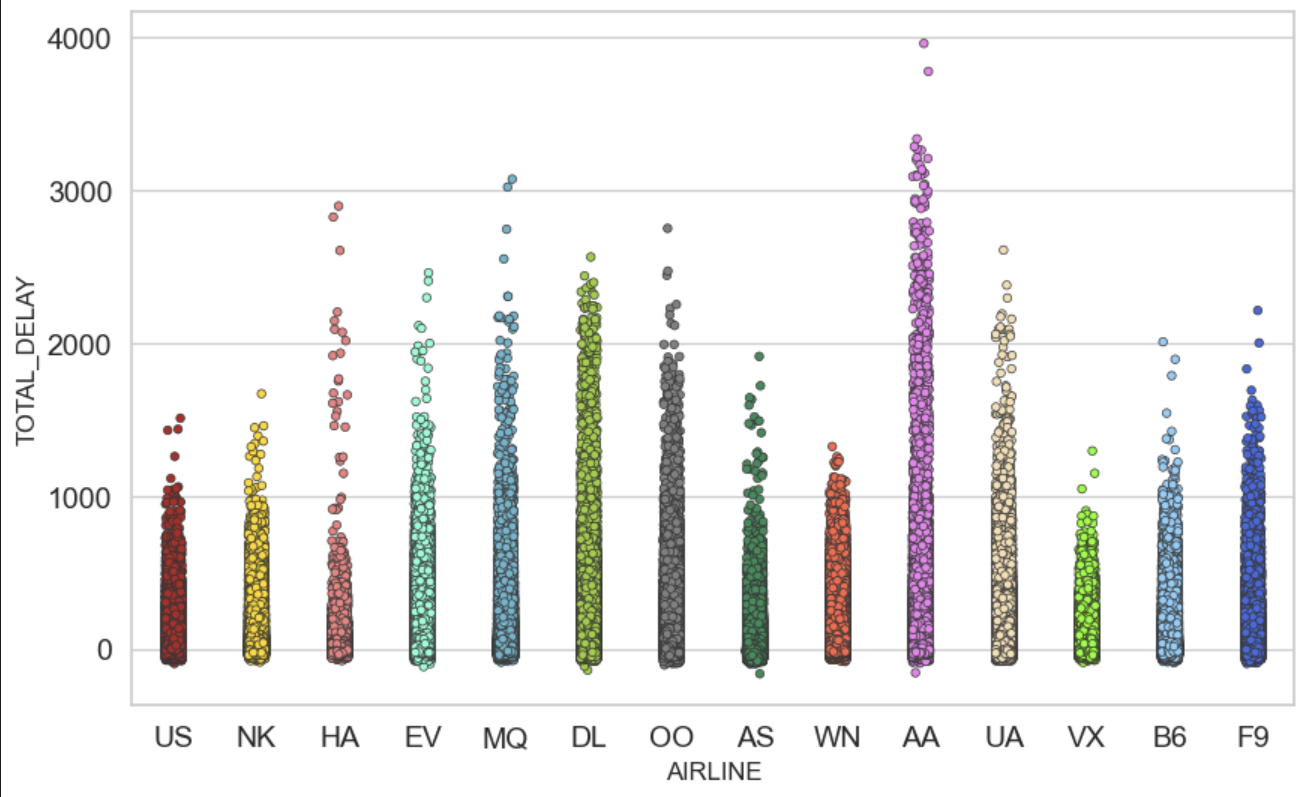 4000
3000
2000
1000
0
TOTAL_DELAY
US NK HA EV MQ DL OO AS WN AA UA VX B6 F9
AIRLINE